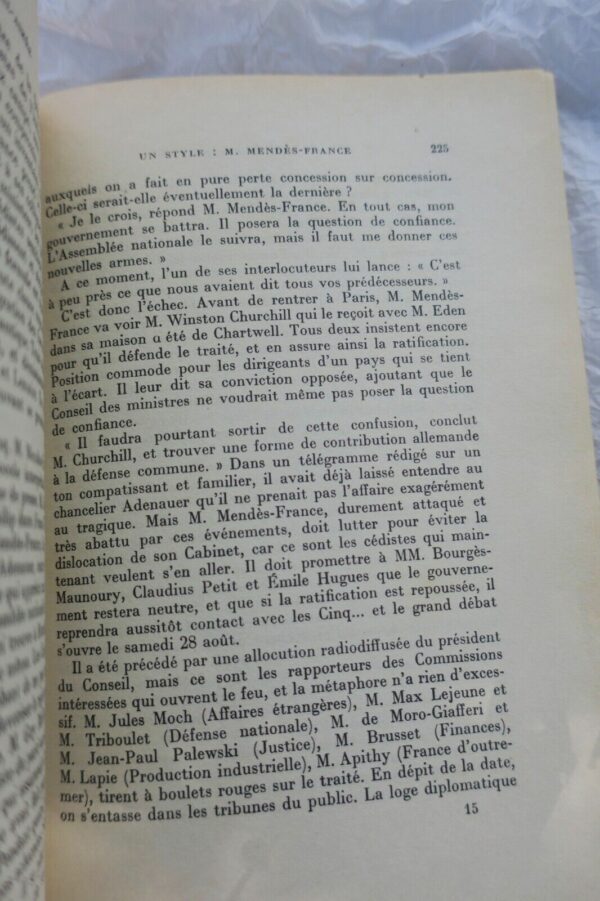 UN STYLE : M. MENDÈS-FRANCE 225
auxquels on a fait en pure perte concession sur concession.
Celle-ci serait-elle éventuellement la dernière ?
« Je le crois, répond M. Mendès-France. En tout cas, mon
gouvernement se battra. Il posera la question de confiance.
L'Assemblée nationale le suivra, mais il faut me donner ces
nouvelles armes. »
A ce moment, l'un de ses interlocuteurs lui lance : « C'est
à peu près ce que nous avaient dit tous vos prédécesseurs. »
C'est donc l'échec. Avant de rentrer à Paris, M. Mendès-
France va voir M. Winston Churchill qui le reçoit avec M. Eden
dans sa maison d'été de Chartwell. Tous deux insistent encore
pour qu'il défende le traité, et en assure ainsi la ratification.
Position commode pour les dirigeants d'un pays qui se tient
à l'écart. Il leur dit sa conviction opposée, ajoutant que le
Conseil des ministres ne voudrait même pas poser la question
de confiance.
« Il faudra pourtant sortir de cette confusion, conclut
M. Churchill, et trouver une forme de contribution allemande
à la défense commune. » Dans un télégramme rédigé sur un
ton compatissant et familier, il avait déjà laissé entendre au
chancelier Adenauer qu'il ne prenait pas l'affaire exagérément
au tragique. Mais M. Mendès-France, durement attaqué et
très abattu par ces événements, doit lutter pour éviter la
dislocation de son Cabinet, car ce sont les cédistes qui main-
tenant veulent s'en aller. Il doit promettre à MM. Bourgès-
Maunoury, Claudius Petit et Émile Hugues que le gouverne-
ment restera neutre, et que si la ratification est repoussée, il
reprendra aussitôt contact avec les Cinq... et le grand débat
s'ouvre le samedi 28 août.
Il a été précédé par une allocution radiodiffusée du président
du Conseil, mais ce sont les rapporteurs des Commissions
intéressées qui ouvrent le feu, et la métaphore n'a rien d'exces-
sif. M. Jules Moch (Affaires étrangères), M. Max Lejeune et
M. Triboulet (Défense nationale), M. de Moro-Giafferi et
M. Jean-Paul Palewski (Justice), M. Brusset (Finances),
M. Lapie (Production industrielle), M. Apithy (France d'outre-
mer), tirent à boulets rouges sur le traité. En dépit de la date,
on s'entasse dans les tribunes du public. La loge diplomatique
15